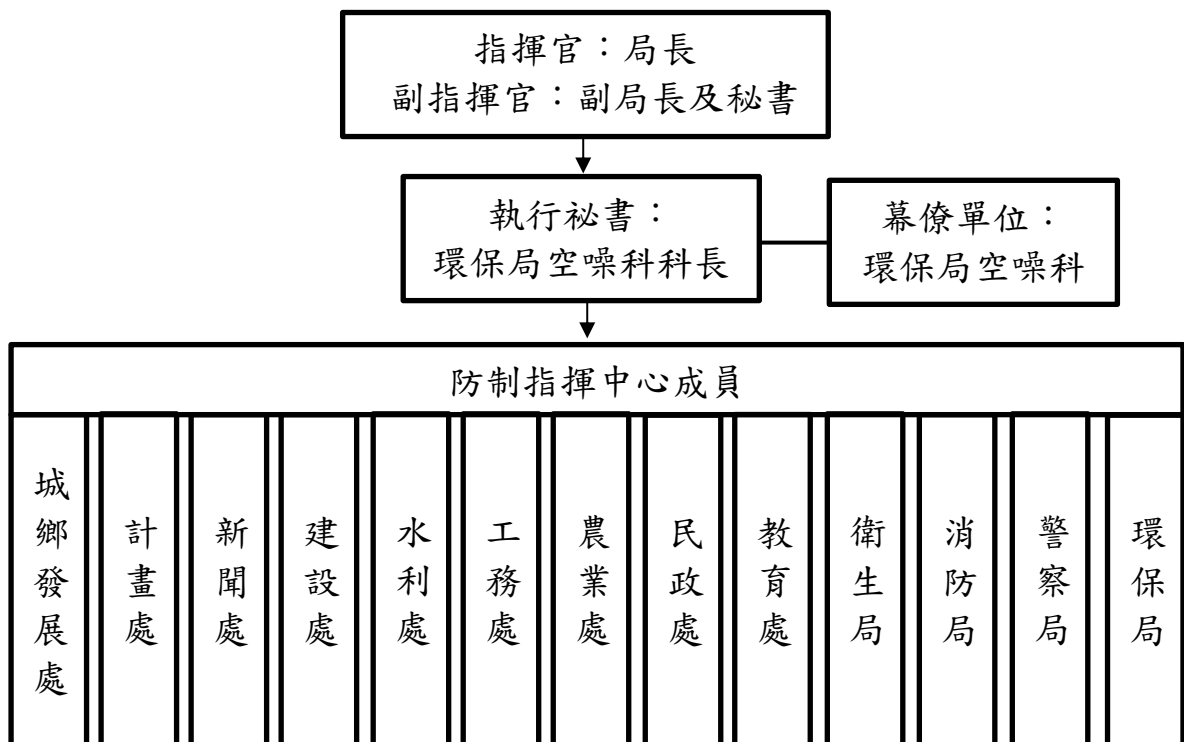 指揮官：局長
副指揮官：副局長及秘書
執行祕書：
環保局空噪科科長
幕僚單位：
環保局空噪科
防制指揮中心成員
城鄉發展處
計畫處
新聞處
建設處
水利處
工務處
農業處
民政處
教育處
衛生局
消防局
警察局
環保局